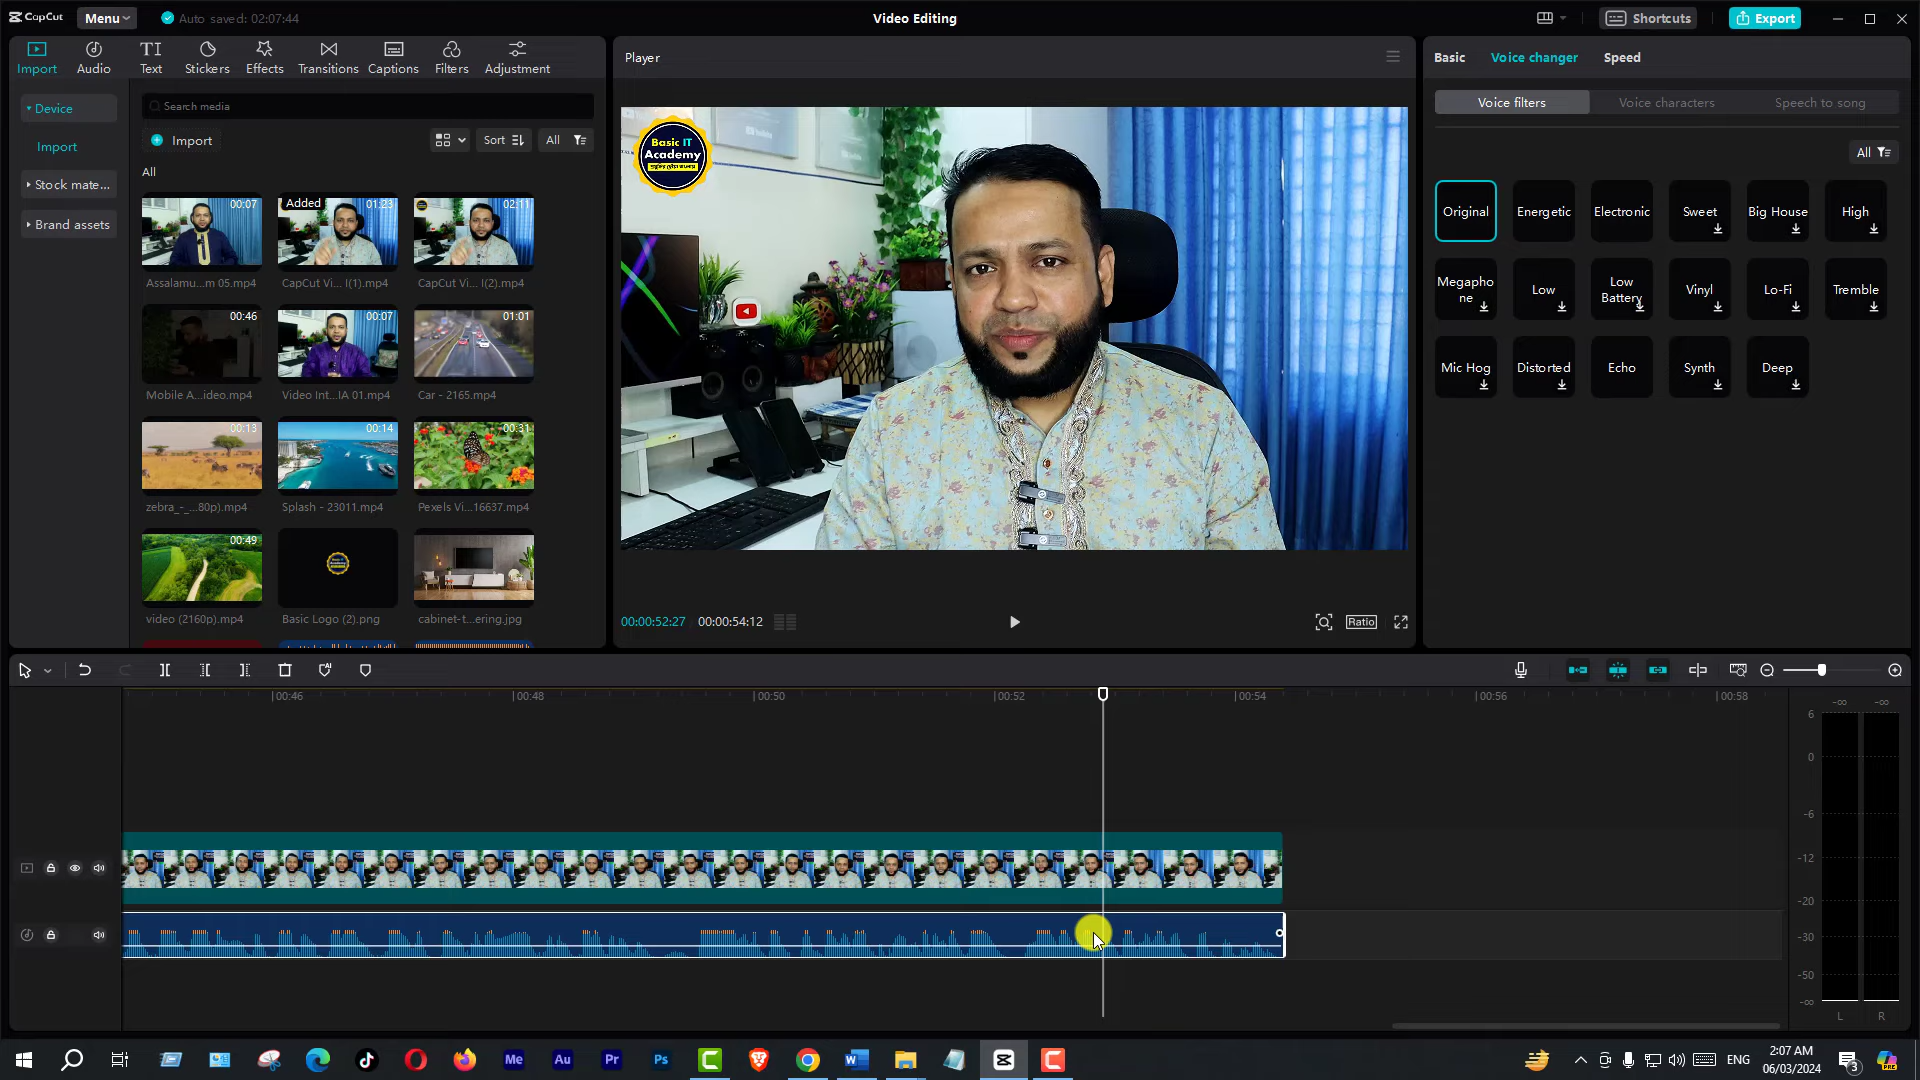 CapCut
Menu
Auto saved: 02:07:44
Video Editing
Shortcuts
Export
Import
Audio
TI
Text
Stickers
Effects
Transitions
Captions
Filters
Adjustment
Player
Basic
Voice changer
Speed
Device
Import
Stock mate...
Brand assets
Search media
Import
Sort
All
All
00:07
Added
01:23
02:11
Assalamu...m 05.mp4
CapCut Vi... l(1).mp4
CapCut Vi... l(2).mp4
00:46
00:07
01:01
Mobile A...ideo.mp4
Video Int...IA 01.mp4
Car - 2165.mp4
00:13
00:14
00:31
zebra_-_...80p).mp4
Splash - 23011.mp4
Pexels Vi...16637.mp4
00:49
video (2160p).mp4
Basic Logo (2).png
cabinet-t...ering.jpg
Basic IT
Academy
YouTube
00:00:52:27
00:00:54:12
Ratio
Voice filters
Voice characters
Speech to song
All
Original
Energetic
Electronic
Sweet
Big House
High
Megapho
ne
Low
Low
Battery
Vinyl
Lo-Fi
Tremble
Mic Hog
Distorted
Echo
Synth
Deep
00:46
00:48
00:50
00:52
00:54
00:56
00:58
-∞
-∞
6
0
-6
-12
-20
-30
-50
-∞
L
R
Me
Au
Pr
Ps
ENG
2:07 AM
06/03/2024
3
PRE